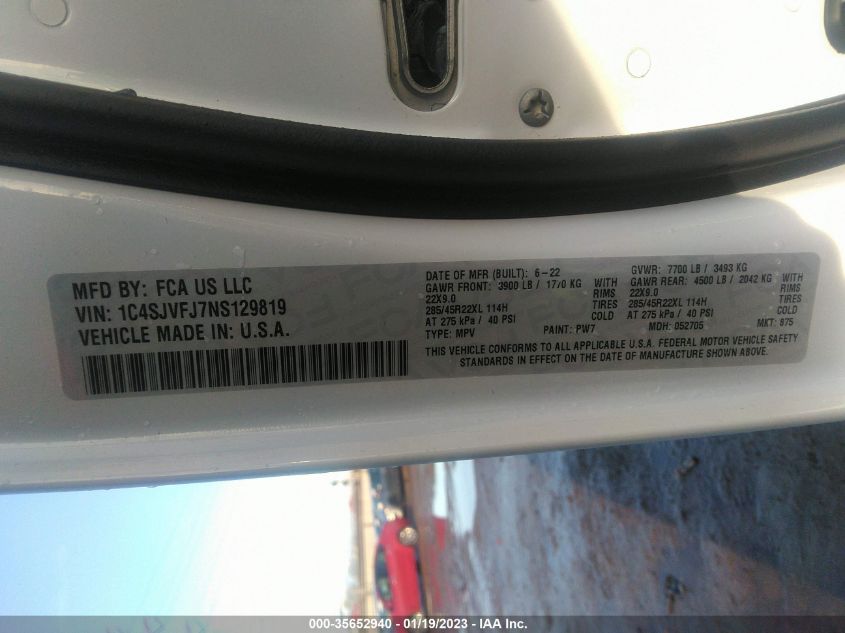 MFD BY: FCA US LLC
VIN: 1C4SJVFJ7NS129819
VEHICLE MADE IN: U.S.A.
DATE OF MFR (BUILT): 6-22 GVWR: 7700 LB / 3493 KG
GAWR FRONT: 3900 LB / 1770 KG GAWR REAR: 4500 LB / 2042 KG
22X9.0 RIMS 22X9.0 RIMS
285/45R22XL 114H TIRES 285/45R22XL 114H TIRES
AT 275 kPa / 40 PSI COLD AT 275 kPa / 40 PSI COLD
TYPE: MPV PAINT: PW7 MDH: 052705 MKT: 875
THIS VEHICLE CONFORMS TO ALL APPLICABLE U.S.A. FEDERAL MOTOR VEHICLE SAFETY
STANDARDS IN EFFECT ON THE DATE OF MANUFACTURE SHOWN ABOVE.
000-35652940 - 01/19/2023 - IAA Inc.